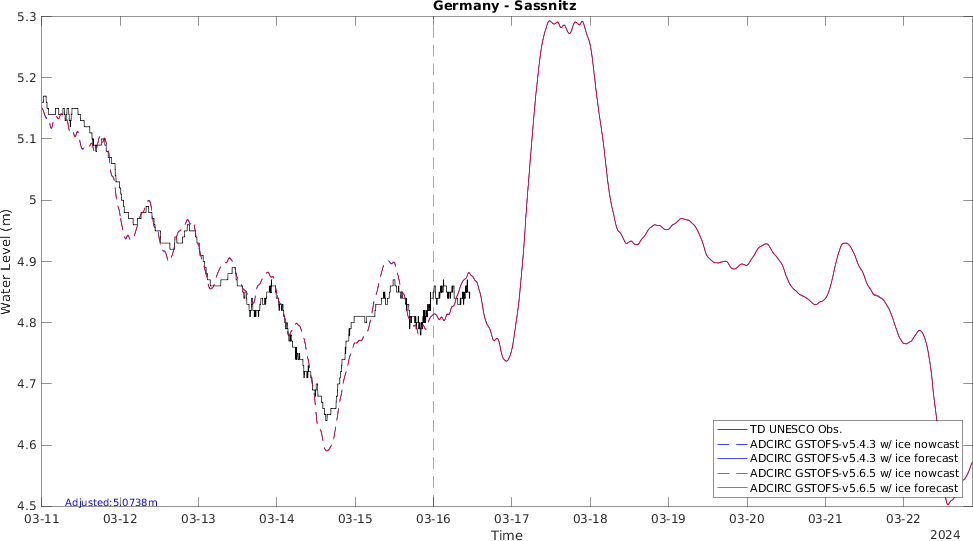 Germany - Sassnitz
5.3
5.2
5.1
5
4.9
4.8
4.7
4.6
4.5
Water Level (m)
TD UNESCO Obs.
ADCIRC GSTOFS-v5.4.3 w/ ice nowcast
ADCIRC GSTOFS-v5.4.3 w/ ice forecast
ADCIRC GSTOFS-v5.6.5 w/ ice nowcast
ADCIRC GSTOFS-v5.6.5 w/ ice forecast
Adjusted:5.0738m
03-11 03-12 03-13 03-14 03-15 03-16 03-17 03-18 03-19 03-20 03-21 03-22
Time
2024